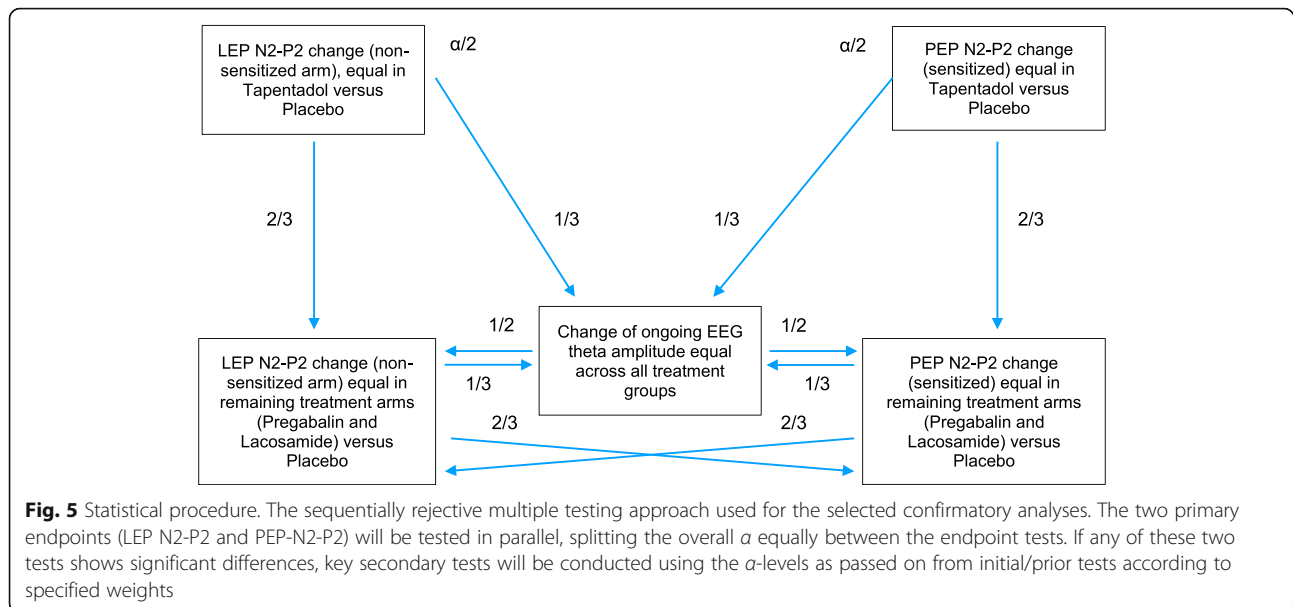 LEP N2-P2 change (non-
sensitized arm), equal in
Tapentadol versus
Placebo
α/2
α/2
PEP N2-P2 change
(sensitized) equal in
Tapentadol versus
Placebo
2/3
1/3
1/3
2/3
LEP N2-P2 change (non-
sensitized arm) equal in
remaining treatment arms
(Pregabalin and
Lacosamide) versus
Placebo
1/2
1/3
2/3
Change of ongoing EEG
theta amplitude equal
across all treatment
groups
1/2
1/3
2/3
PEP N2-P2 change
(sensitized) equal in
remaining treatment arms
(Pregabalin and
Lacosamide) versus
Placebo
Fig. 5 Statistical procedure. The sequentially rejective multiple testing approach used for the selected confirmatory analyses. The two primary
endpoints (LEP N2-P2 and PEP-N2-P2) will be tested in parallel, splitting the overall α equally between the endpoint tests. If any of these two
tests shows significant differences, key secondary tests will be conducted using the α-levels as passed on from initial/prior tests according to
specified weights